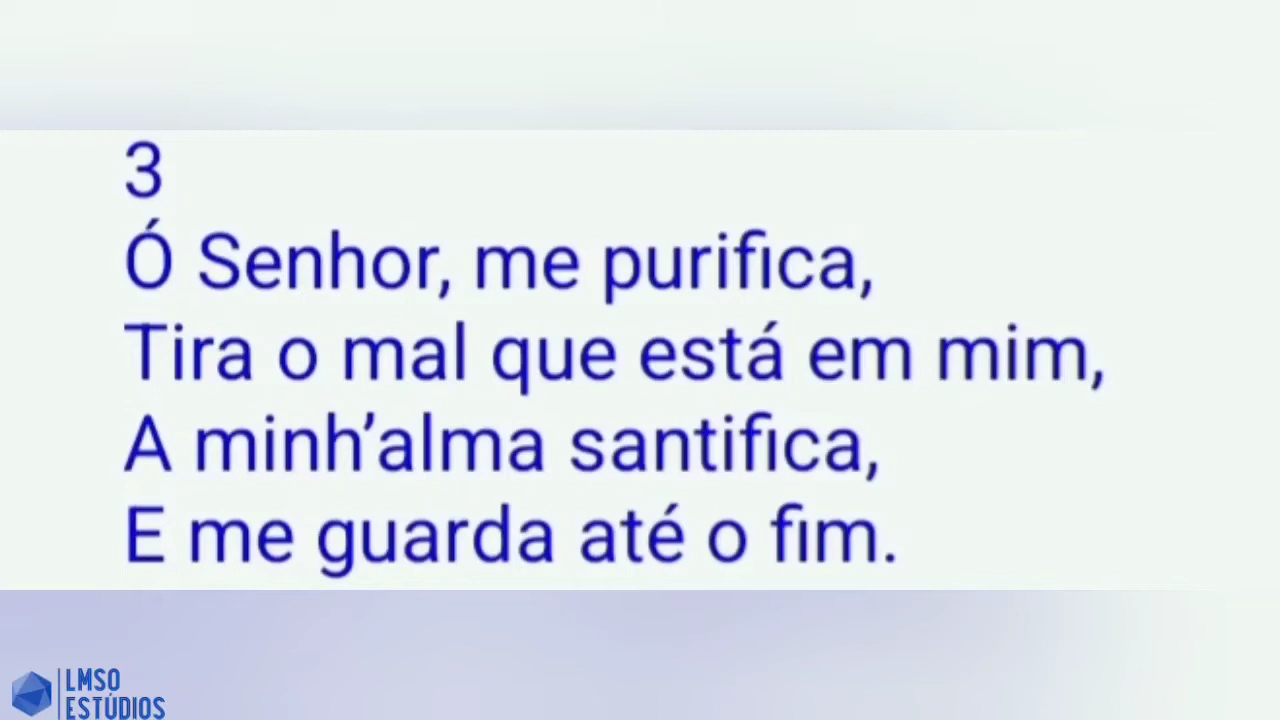 3
Ó Senhor, me purifica,
Tira o mal que está em mim,
A minh’alma santifica,
E me guarda até o fim.
LMSO
ESTÚDIOS